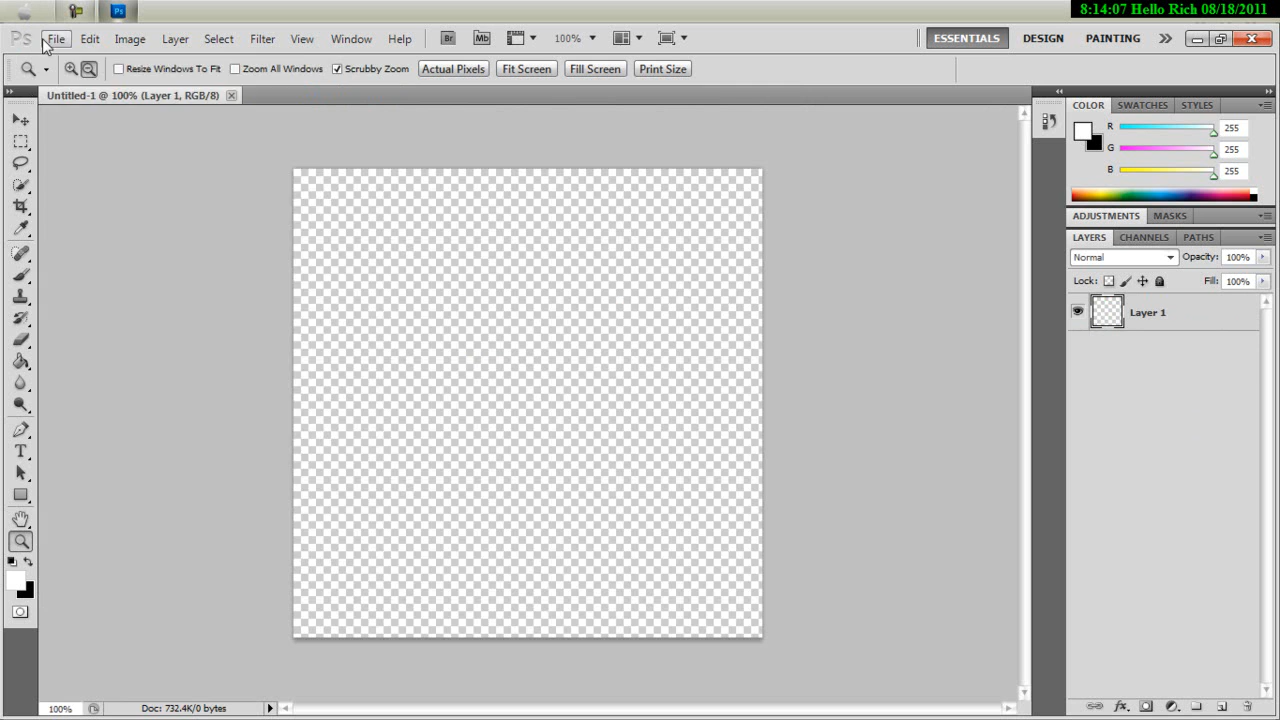 8:14:07 Hello Rich 08/18/2011
Ps File Edit Image Layer Select Filter View Window Help Br Mb 100% ESSENTIALS DESIGN PAINTING
Resize Windows To Fit Zoom All Windows Scrubby Zoom Actual Pixels Fit Screen Fill Screen Print Size
Untitled-1 @ 100% (Layer 1, RGB/8)
COLOR SWATCHES STYLES
R 255
G 255
B 255
ADJUSTMENTS MASKS
LAYERS CHANNELS PATHS
Normal Opacity: 100%
Lock: Fill: 100%
Layer 1
T
100% Doc: 732.4K/0 bytes